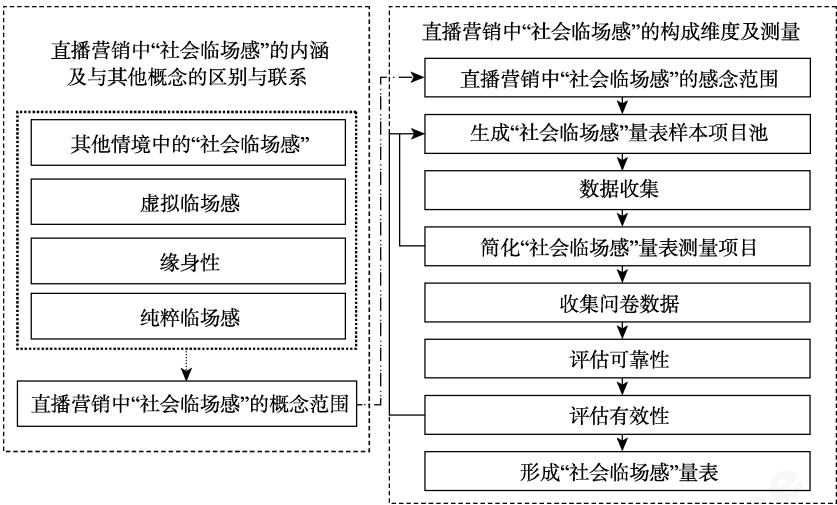 直播营销中“社会临场感”的内涵
及与其他概念的区别与联系
其他情境中的“社会临场感”
虚拟临场感
缘身性
纯粹临场感
直播营销中“社会临场感”的概念范围
直播营销中“社会临场感”的构成维度及测量
直播营销中“社会临场感”的感念范围
生成“社会临场感”量表样本项目池
数据收集
简化“社会临场感”量表测量项目
收集问卷数据
评估可靠性
评估有效性
形成“社会临场感”量表